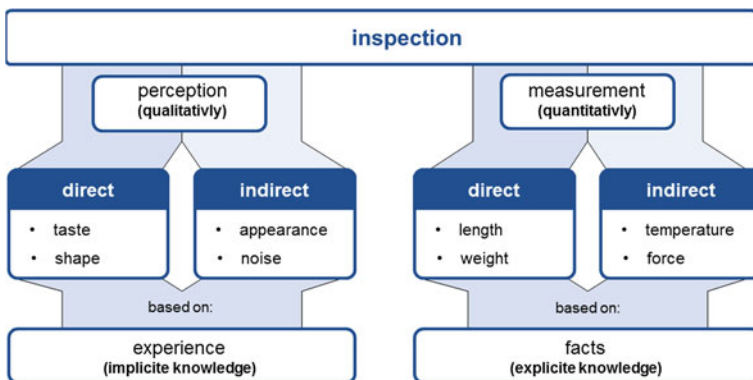 inspection
perception
(qualitativly)
measurement
(quantitativly)
direct
• taste
• shape
indirect
• appearance
• noise
direct
• length
• weight
indirect
• temperature
• force
based on:
based on:
experience
(implicite knowledge)
facts
(explicite knowledge)